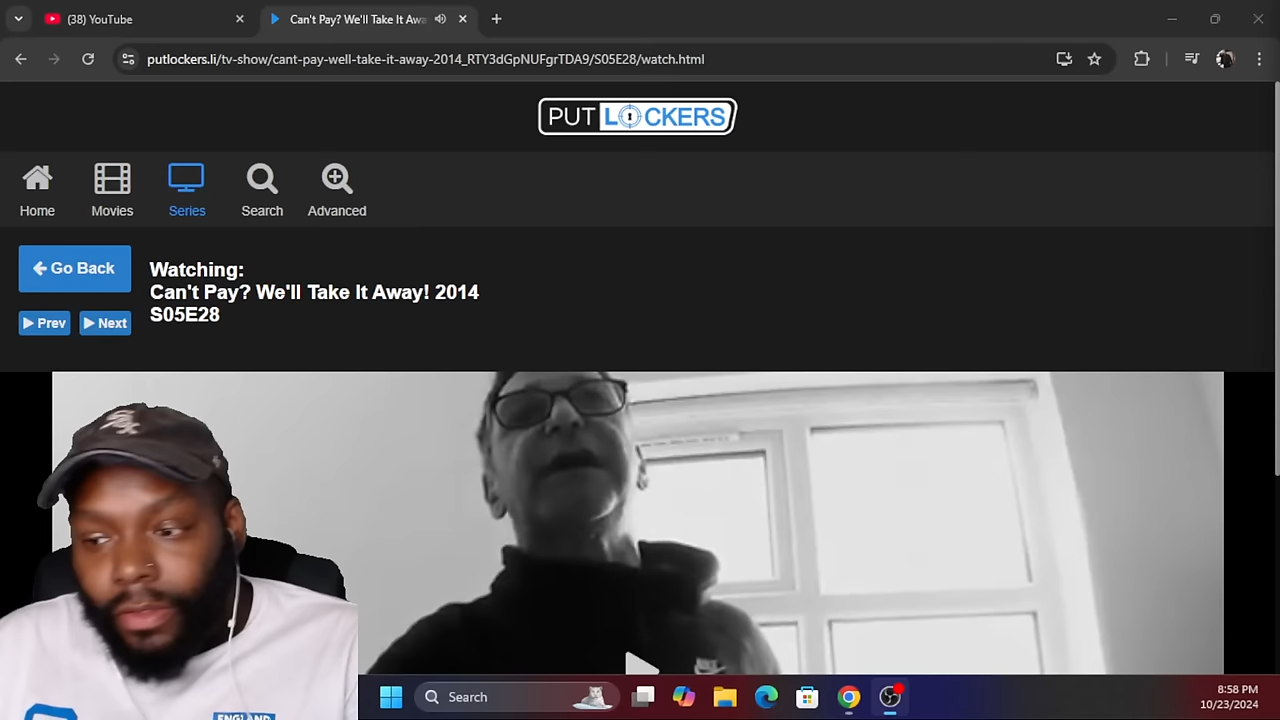 (38) YouTube
Can't Pay? We'll Take It Awa
putlockers.li/tv-show/cant-pay-well-take-it-away-2014_RTY3dGpNUFgrTDA9/S05E28/watch.html
PUT LOCKERS
Home
Movies
Series
Search
Advanced
Go Back
Prev
Next
Watching:
Can't Pay? We'll Take It Away! 2014
S05E28
ENGLAND
Search
8:58 PM
10/23/2024